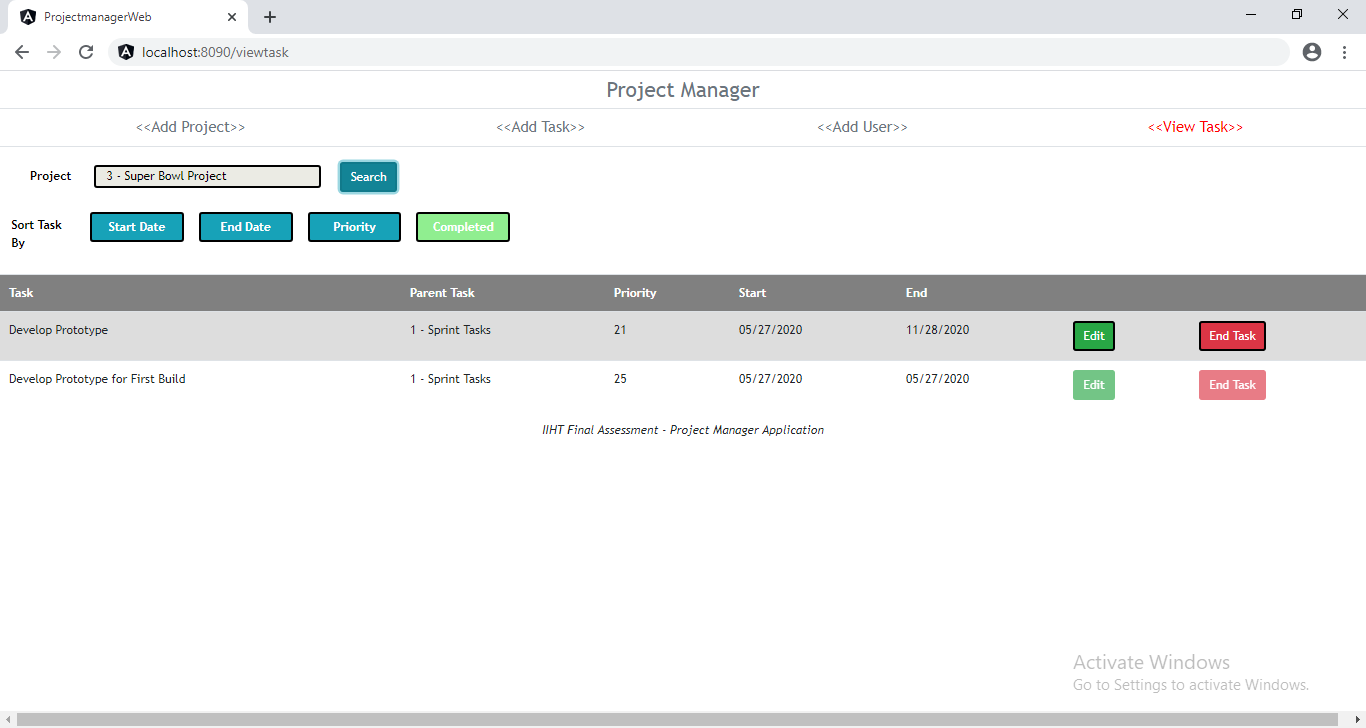 ProjectmanagerWeb
localhost:8090/viewtask
Project Manager
<<Add Project>> <<Add Task>> <<Add User>> <<View Task>>
Project 3 - Super Bowl Project Search
Sort Task By Start Date End Date Priority Completed
Task Parent Task Priority Start End
Develop Prototype 1 - Sprint Tasks 21 05/27/2020 11/28/2020 Edit End Task
Develop Prototype for First Build 1 - Sprint Tasks 25 05/27/2020 05/27/2020 Edit End Task
IIHT Final Assessment - Project Manager Application
Activate Windows
Go to Settings to activate Windows.